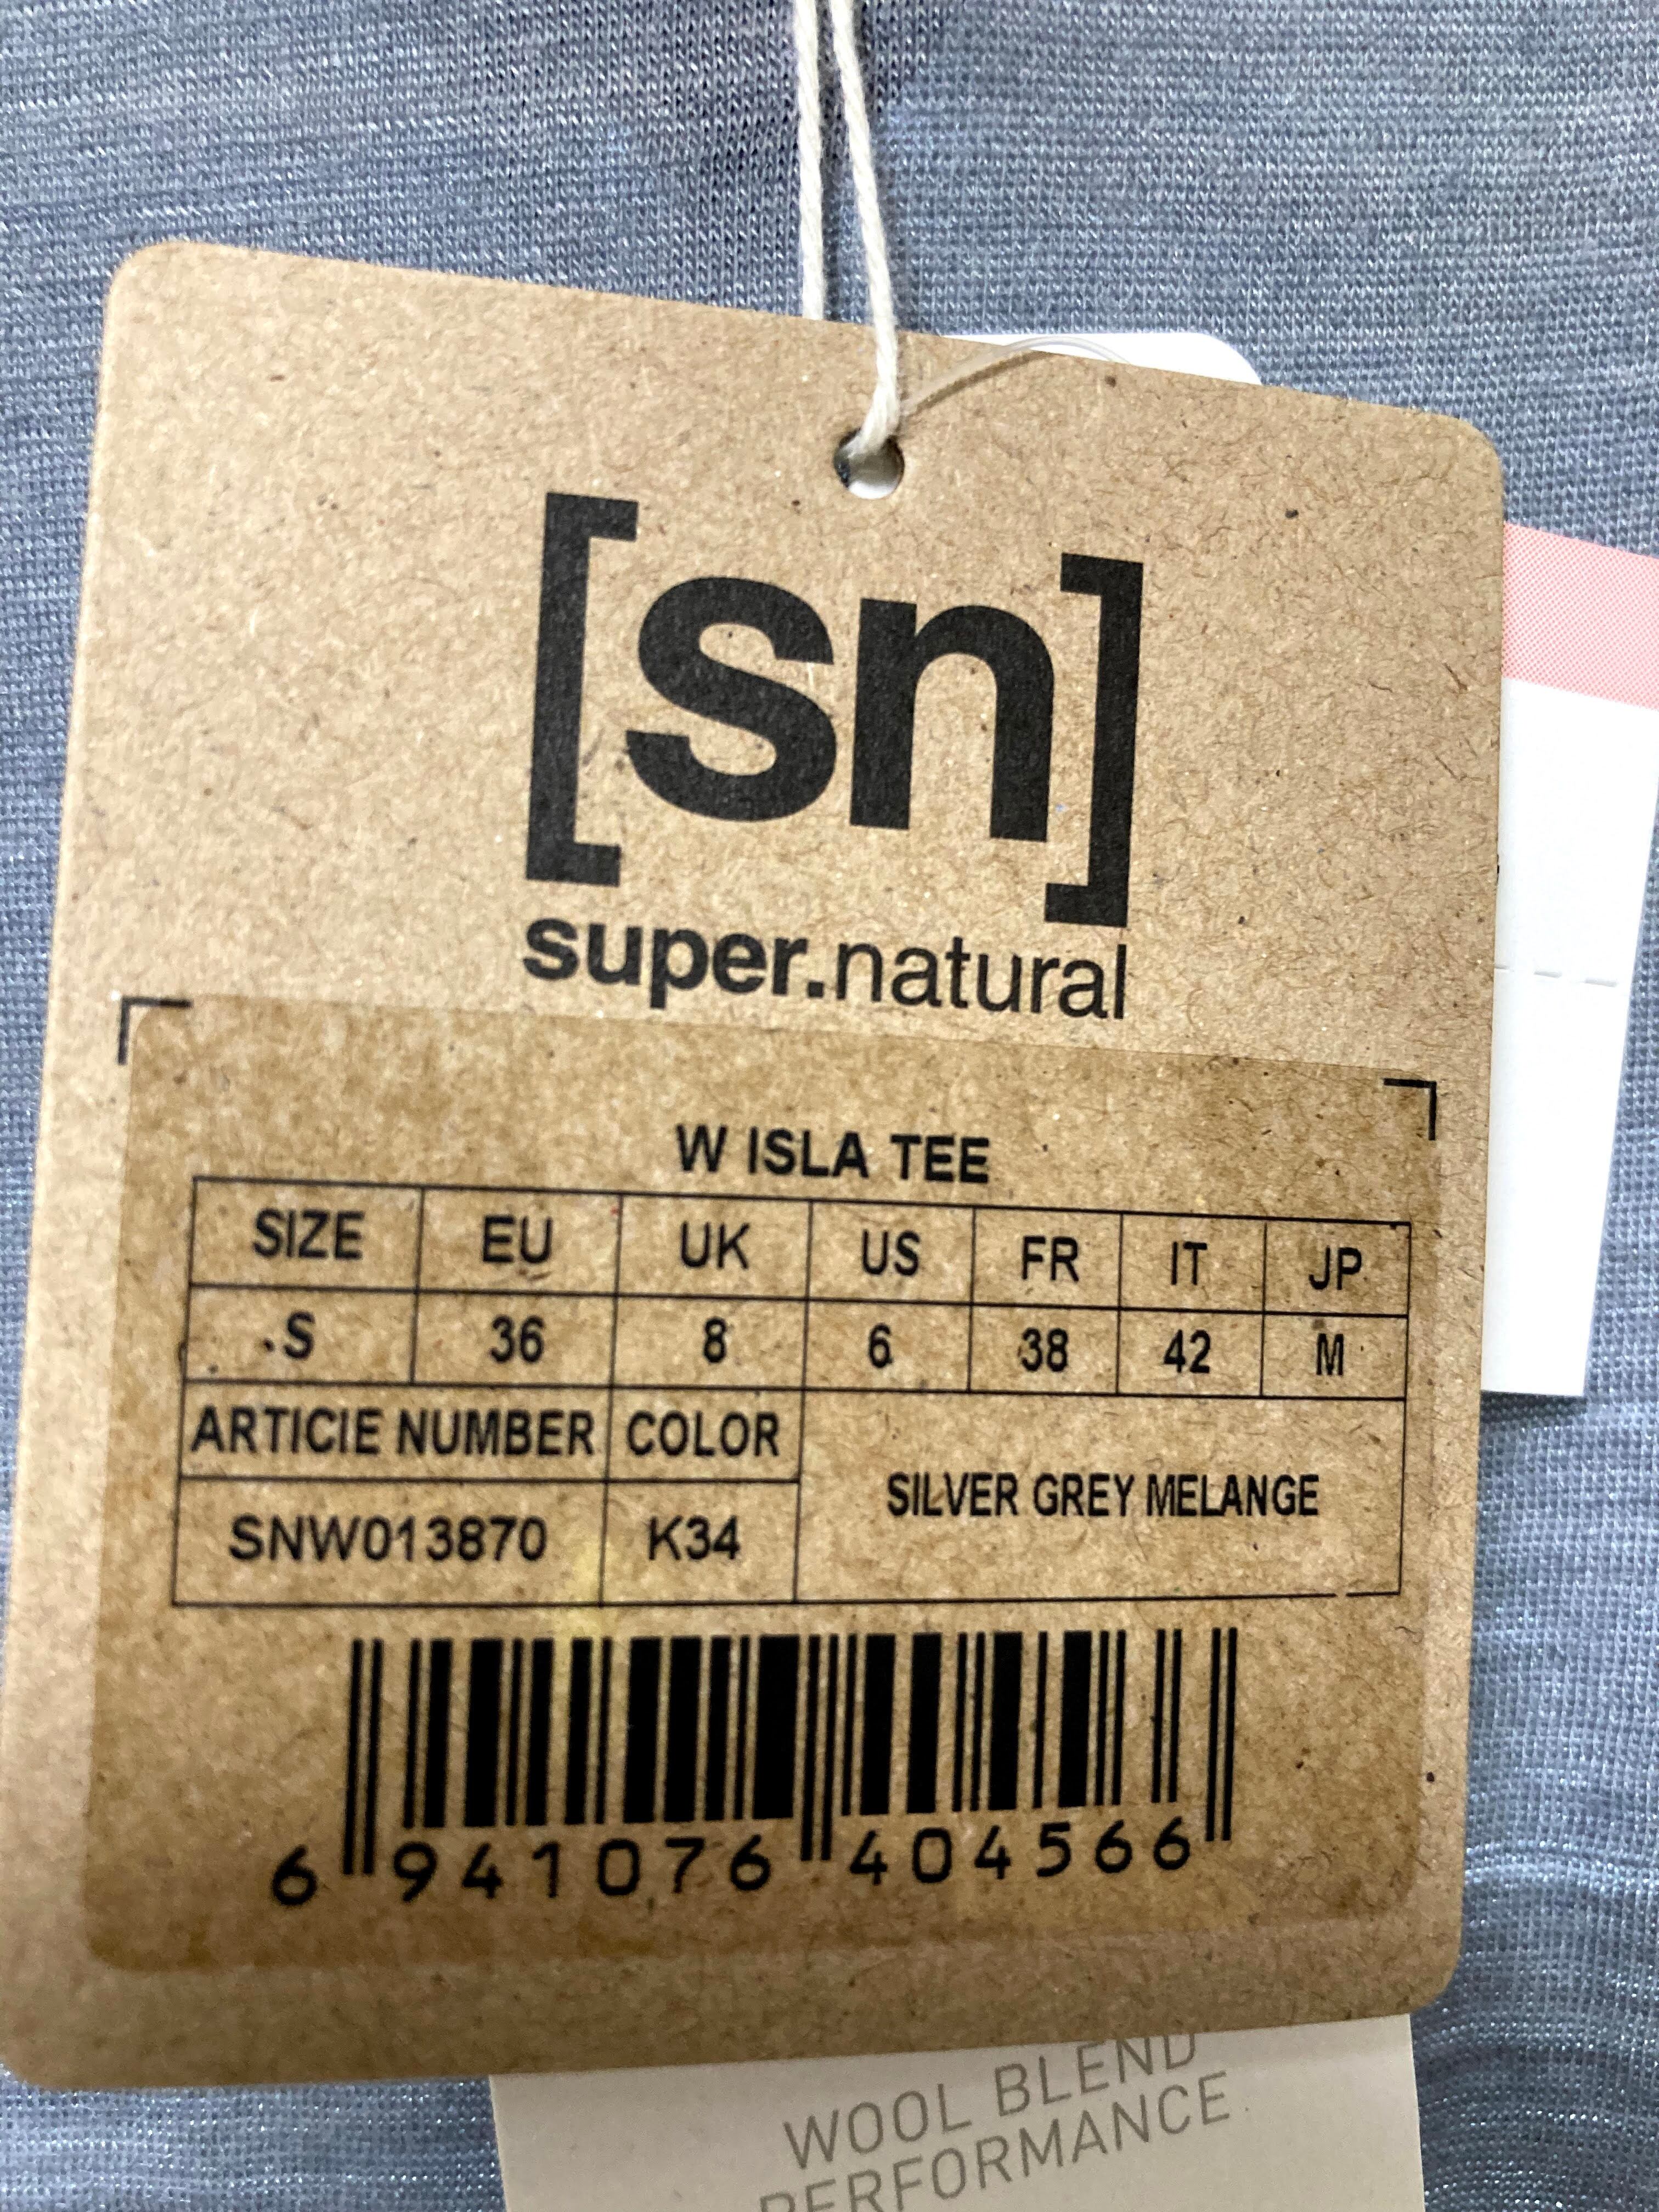 [sn]
super.natural
W ISLA TEE
SIZE EU UK US FR IT JP
S 36 8 6 38 42 M
ARTICIE NUMBER COLOR
SILVER GREY MELANGE
SNW013870 K34
6 941076 404566
WOOL BLEND
PERFORMANCE